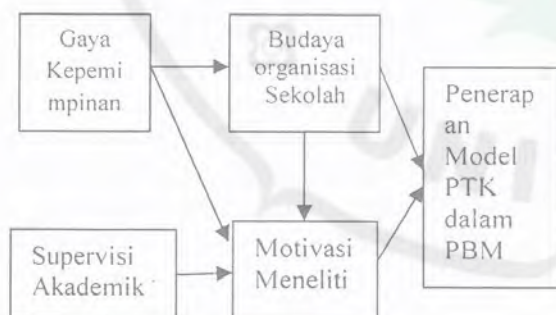 Gaya
Kepemi
mpinan
Budaya
organisasi
Sekolah
Penerap
an
Model
PTK
dalam
PBM
Supervisi
Akademik
Motivasi
Meneliti